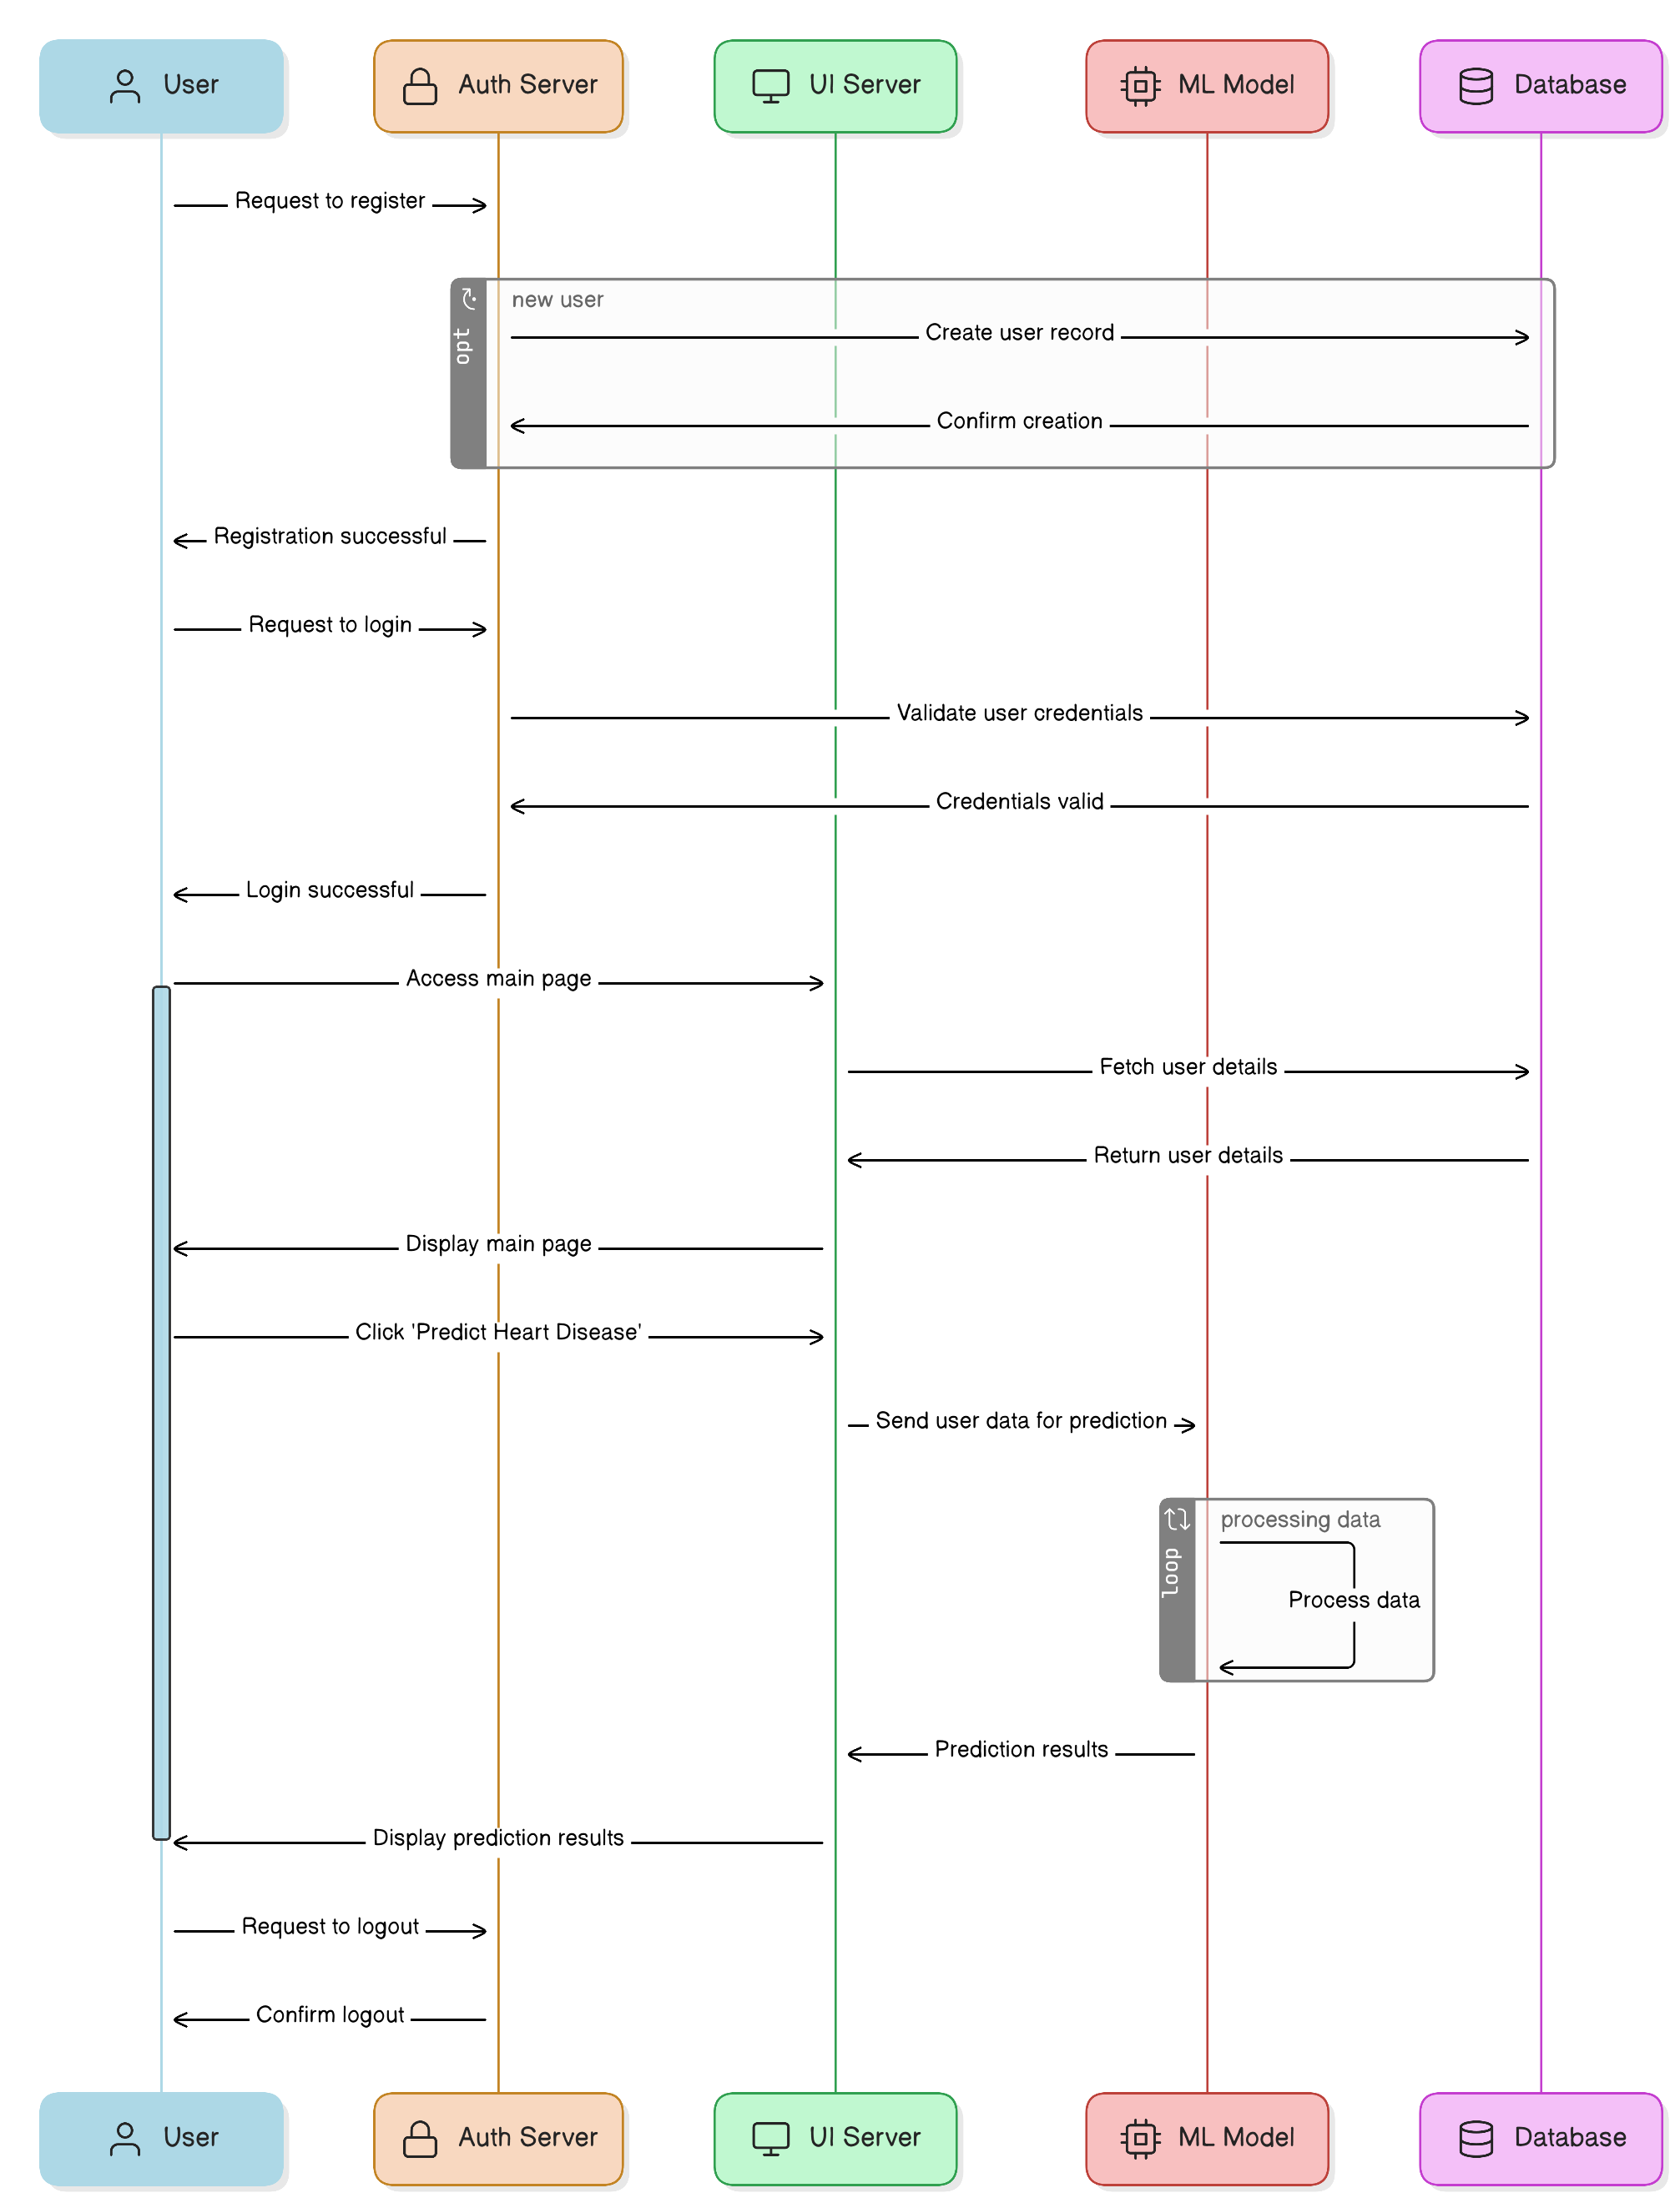 User
Auth Server
UI Server
ML Model
Database
Request to register
opt
new user
Create user record
Confirm creation
Registration successful
Request to login
Validate user credentials
Credentials valid
Login successful
Access main page
Fetch user details
Return user details
Display main page
Click 'Predict Heart Disease'
Send user data for prediction
loop
processing data
Process data
Prediction results
Display prediction results
Request to logout
Confirm logout
User
Auth Server
UI Server
ML Model
Database